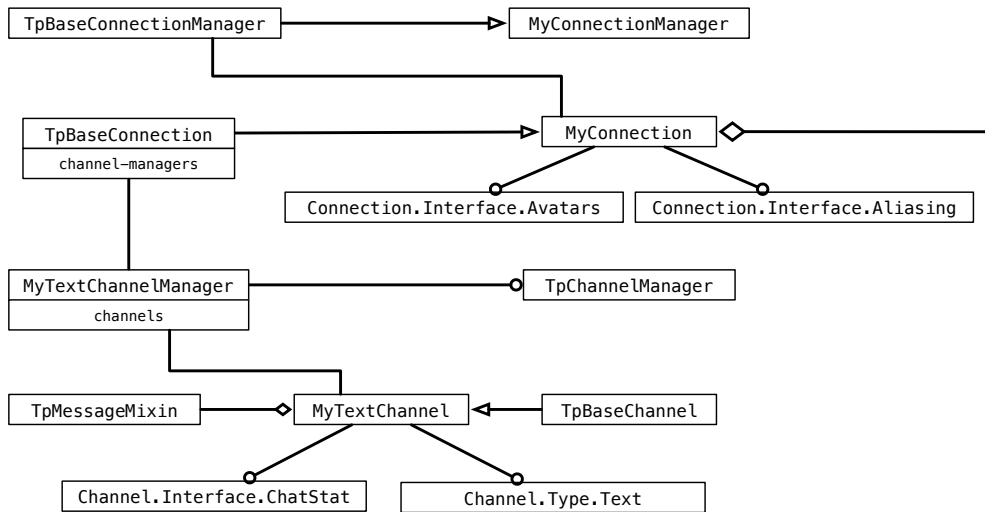 TpBaseConnectionManager
MyConnectionManager
TpBaseConnection
MyConnection
channel-managers
Connection.Interface.Avatars
Connection.Interface.Aliasing
MyTextChannelManager
TpChannelManager
channels
TpMessageMixin
MyTextChannel
TpBaseChannel
Channel.Interface.ChatStat
Channel.Type.Text